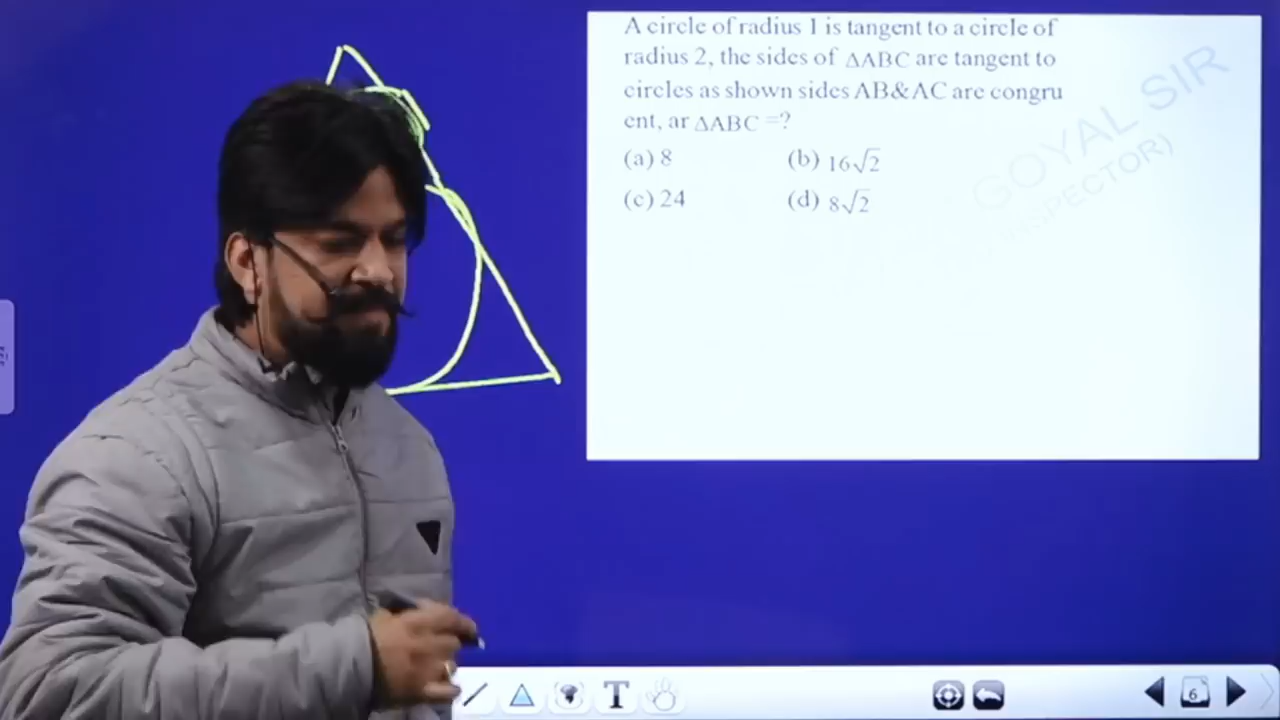 A circle of radius 1 is tangent to a circle of
radius 2, the sides of ΔABC are tangent to
circles as shown sides AB&AC are congru
ent, ar ΔABC =?
(a) 8 (b) 16√2
(c) 24 (d) 8√2
GOYAL SIR
T
6